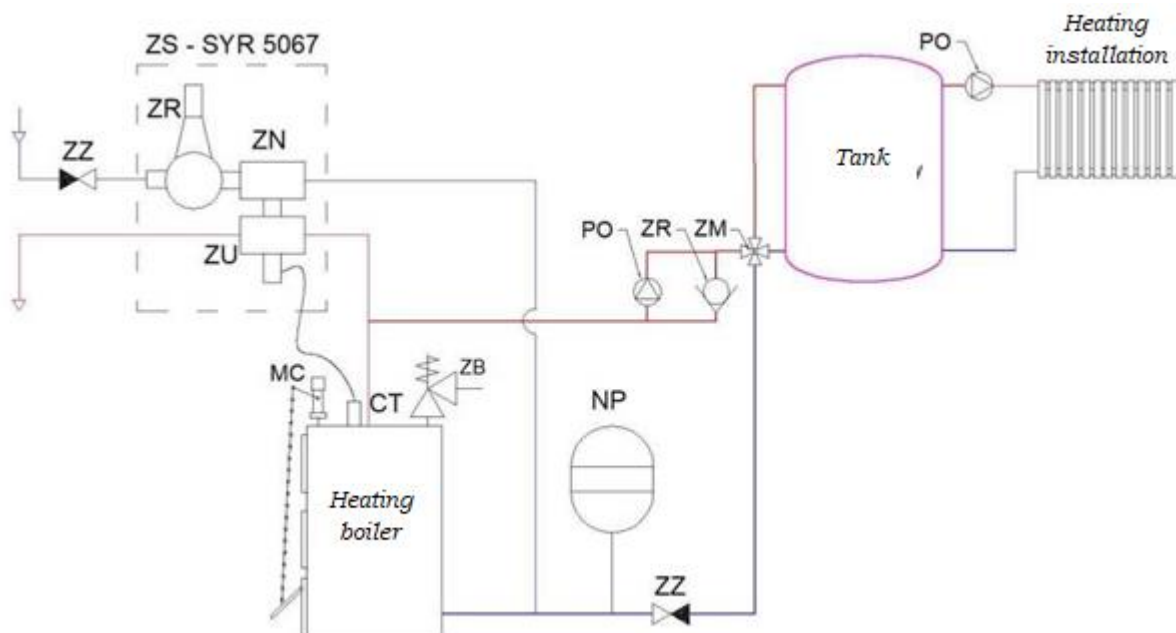 ZS - SYR 5067
Heating
installation
PO
ZR
ZN
ZZ
Tank
ZU
PO
ZR
ZM
MC
CT
ZB
NP
Heating
boiler
ZZ